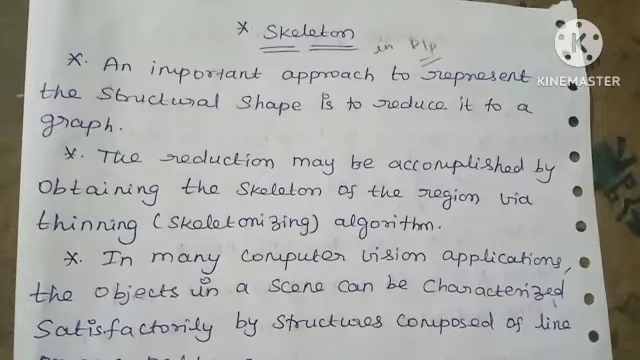 * Skeleton in DIP
* An important approach to represent
the structural shape is to reduce it to a
graph.
* The reduction may be accomplished by
obtaining the skeleton of the region via
thinning (skeletonizing) algorithm.
* In many computer vision applications,
the objects in a scene can be characterized
satisfactorily by structures composed of line
KINEMASTER